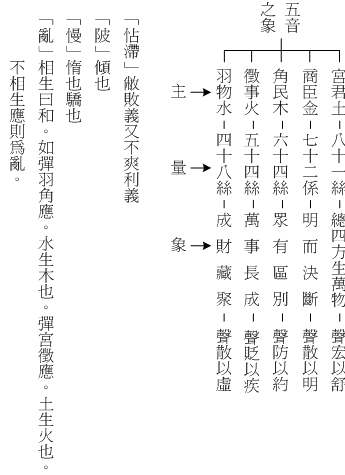 五音
之象
宮君土－八十一絲－總四方生萬物－聲宏以舒
商臣金－七十二係－明而決斷－聲散以明
角民木－六十四絲－眾有區別－聲防以約
徵事火－五十四絲－萬事長成－聲貶以疾
羽物水－四十八絲－成財藏聚－聲散以虛
主
量
象
「怗滯」敝敗義又不爽利義
「陂」傾也
「慢」惰也驕也
「亂」相生曰和。如彈羽角應。水生木也。彈宮徵應。土生火也。
不相生應則為亂。